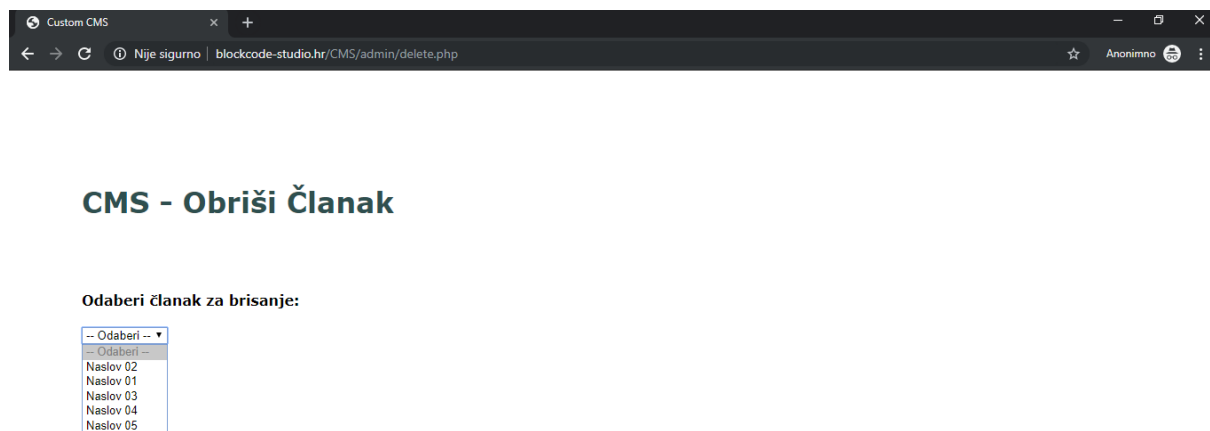 Custom CMS
Nije sigurno | blockcode-studio.hr/CMS/admin/delete.php
Anonimno
CMS - Obriši Članak
Odaberi članak za brisanje:
-- Odaberi --
-- Odaberi --
Naslov 02
Naslov 01
Naslov 03
Naslov 04
Naslov 05